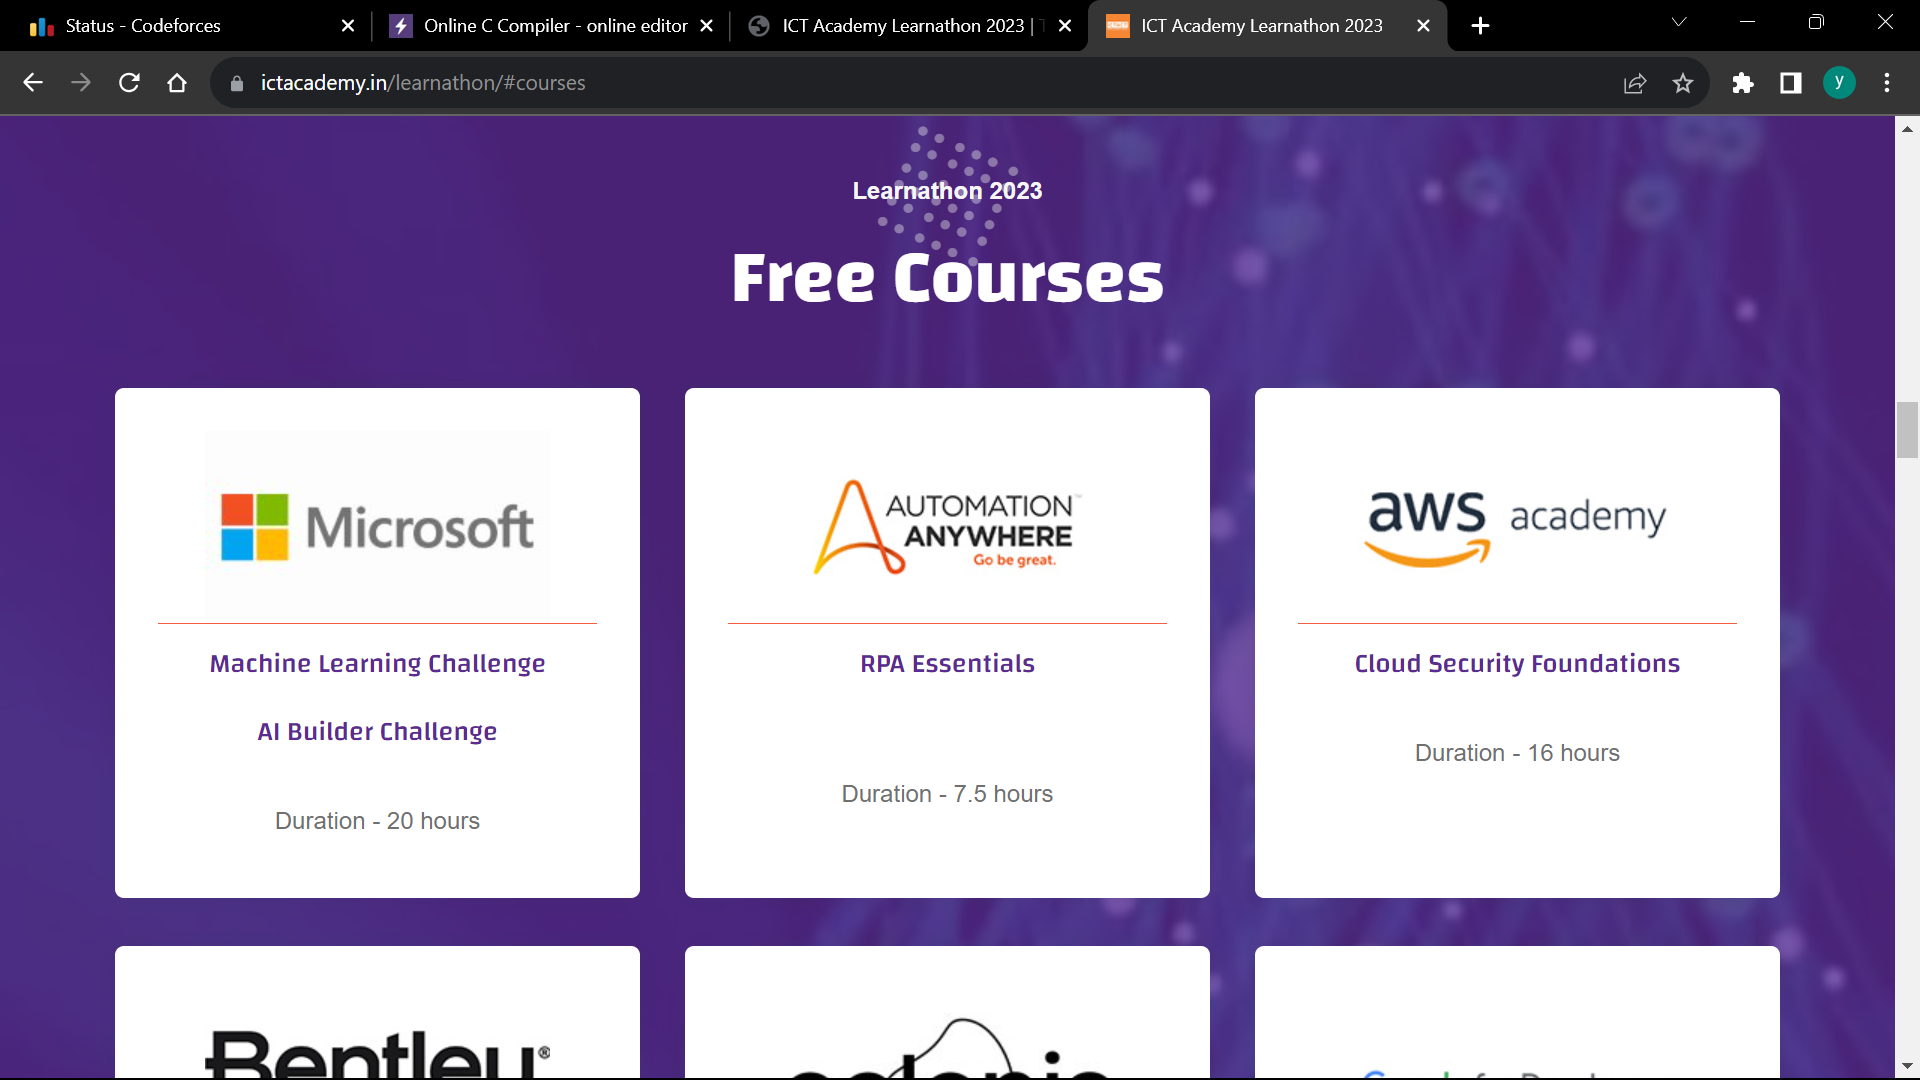 Status - Codeforces
Online C Compiler - online editor
ICT Academy Learnathon 2023 |
ICT Academy Learnathon 2023
ictacademy.in/learnathon/#courses
y
Learnathon 2023
Free Courses
Microsoft
Machine Learning Challenge
AI Builder Challenge
Duration - 20 hours
AUTOMATION
ANYWHERE
Go be great.
RPA Essentials
Duration - 7.5 hours
aws academy
Cloud Security Foundations
Duration - 16 hours
Bentley®